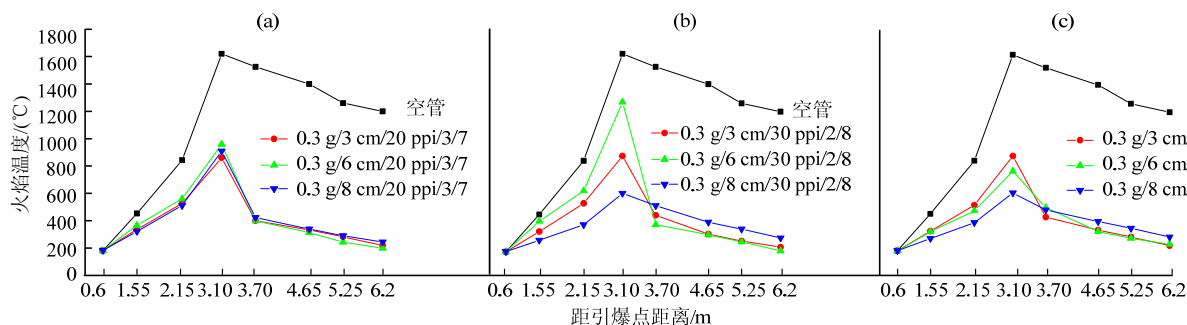 (a)
(b)
(c)
1800
1600
1400
1200
1000
800
600
400
200
0
火焰温度/(℃)
空管
0.3 g/3 cm/20 ppi/3/7
0.3 g/6 cm/20 ppi/3/7
0.3 g/8 cm/20 ppi/3/7
空管
0.3 g/3 cm/30 ppi/2/8
0.3 g/6 cm/30 ppi/2/8
0.3 g/8 cm/30 ppi/2/8
0.3 g/3 cm
0.3 g/6 cm
0.3 g/8 cm
0.6 1.55 2.15 3.10 3.70 4.65 5.25 6.2
0.6 1.55 2.15 3.10 3.70 4.65 5.25 6.2
0.6 1.55 2.15 3.10 3.70 4.65 5.25 6.2
距引爆点距离/m